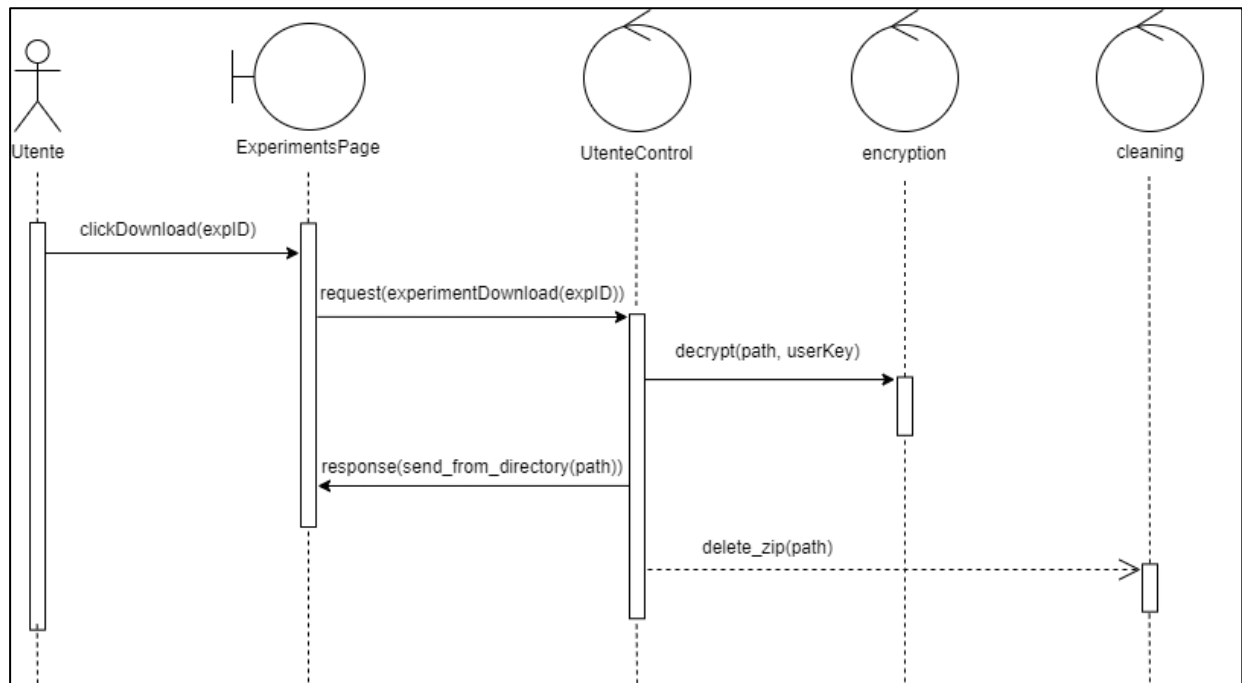 Utente
ExperimentsPage
UtenteControl
encryption
cleaning
clickDownload(expID)
request(experimentDownload(expID))
decrypt(path, userKey)
response(send_from_directory(path))
delete_zip(path)